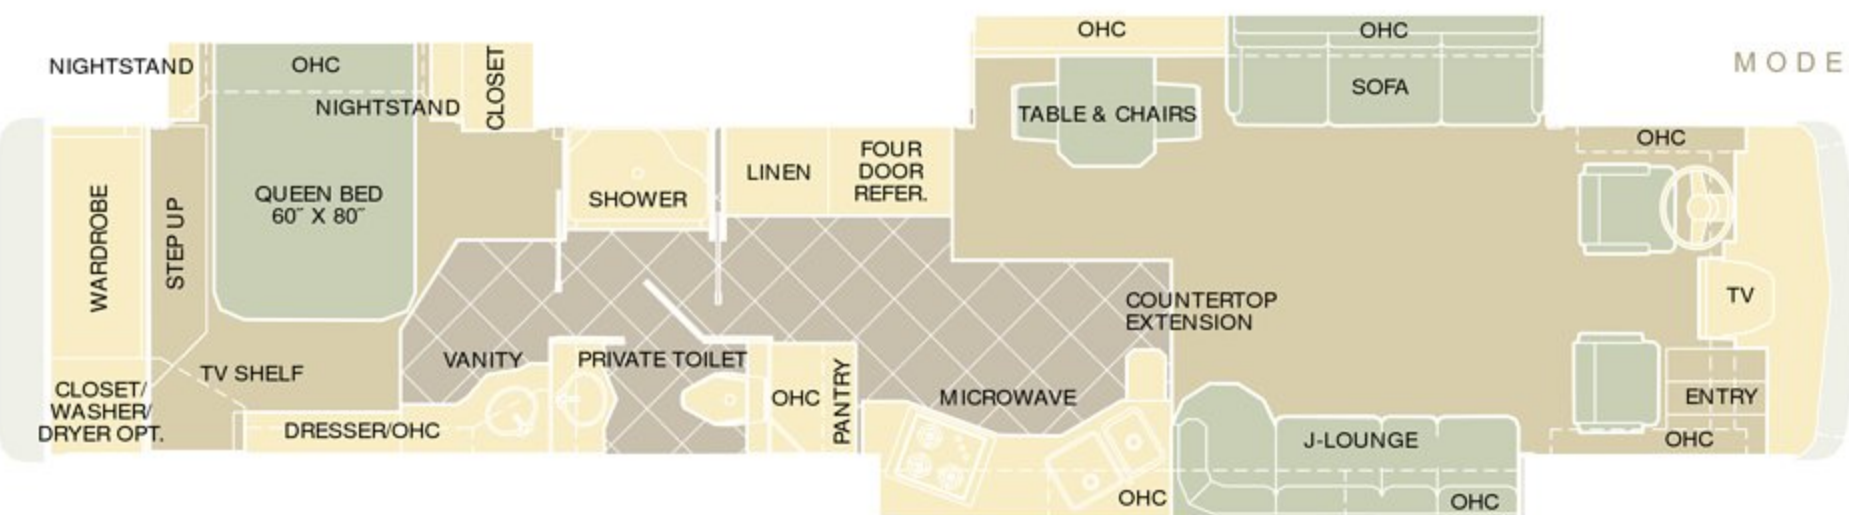 OHC
OHC
MODE
NIGHTSTAND
OHC
NIGHTSTAND
CLOSET
SOFA
TABLE & CHAIRS
OHC
WARDROBE
STEP UP
QUEEN BED
60˝ X 80˝
SHOWER
LINEN
FOUR
DOOR
REFER.
COUNTERTOP
EXTENSION
TV
TV SHELF
VANITY
PRIVATE TOILET
CLOSET/
WASHER/
DRYER OPT.
DRESSER/OHC
OHC
PANTRY
MICROWAVE
ENTRY
J-LOUNGE
OHC
OHC
OHC